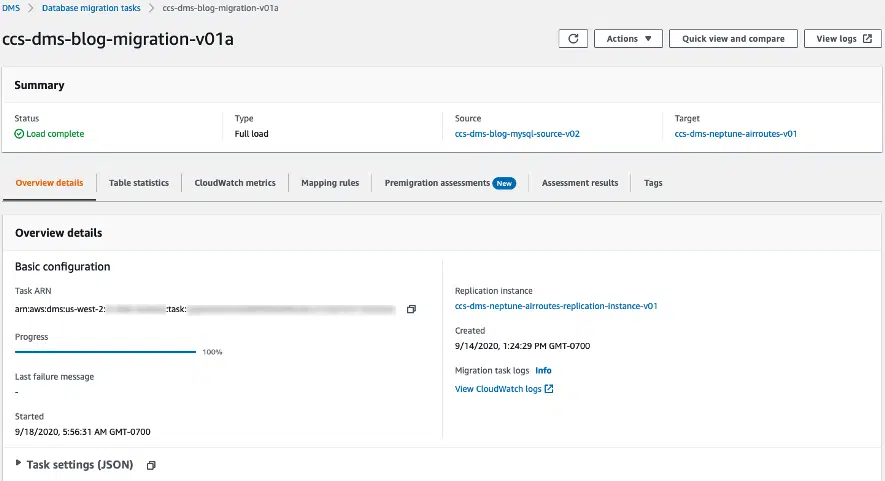 DMS > Database migration tasks > ccs-dms-blog-migration-v01a
ccs-dms-blog-migration-v01a
Actions ▼ Quick view and compare View logs
Summary
Status Type Source Target
Load complete Full load ccs-dms-blog-mysql-source-v02 ccs-dms-neptune-airroutes-v01
Overview details Table statistics CloudWatch metrics Mapping rules Premigration assessments New Assessment results Tags
Overview details
Basic configuration
Task ARN
arn:aws:dms:us-west-2: :task:
Progress
100%
Last failure message
-
Started
9/18/2020, 5:56:31 AM GMT-0700
Replication instance
ccs-dms-neptune-airroutes-replication-instance-v01
Created
9/14/2020, 1:24:29 PM GMT-0700
Migration task logs Info
View CloudWatch logs
Task settings (JSON)